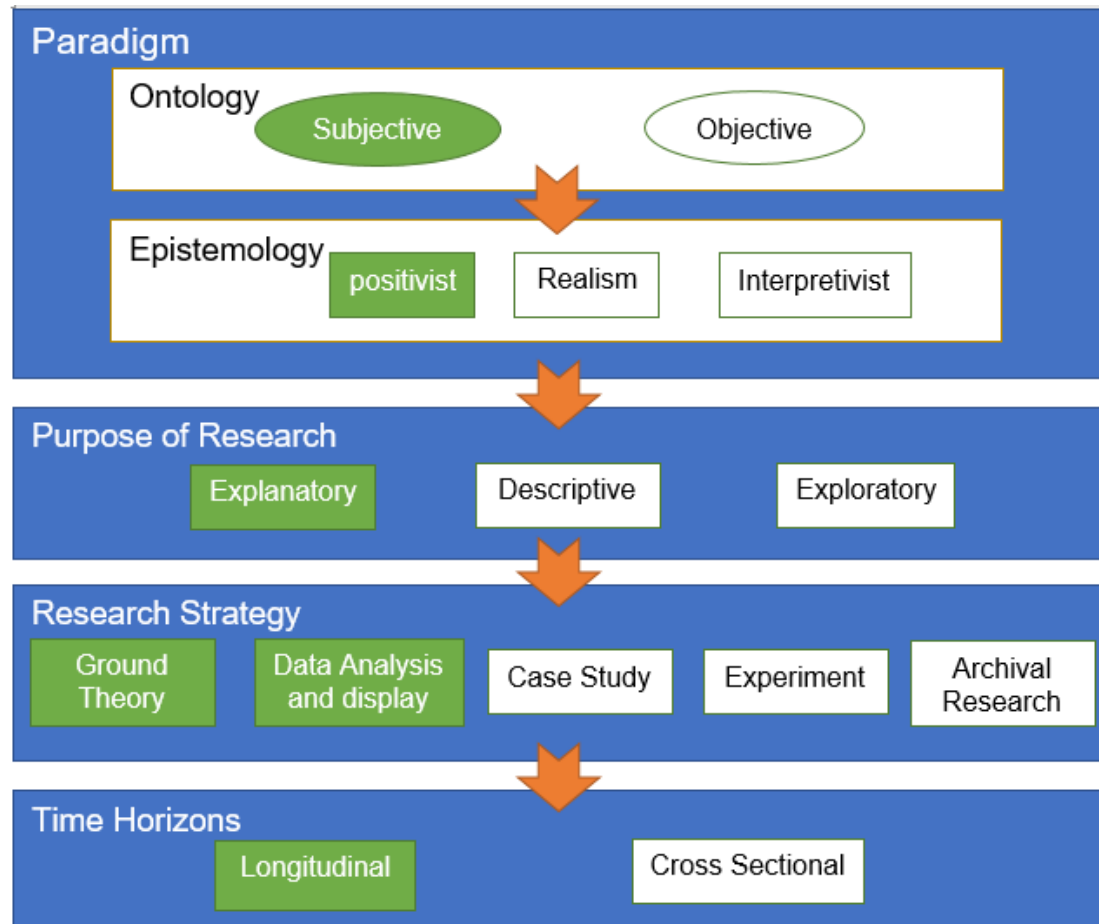 Paradigm
Ontology
Subjective
Objective
Epistemology
positivist
Realism
Interpretivist
Purpose of Research
Explanatory
Descriptive
Exploratory
Research Strategy
Ground
Theory
Data Analysis
and display
Case Study
Experiment
Archival
Research
Time Horizons
Longitudinal
Cross Sectional